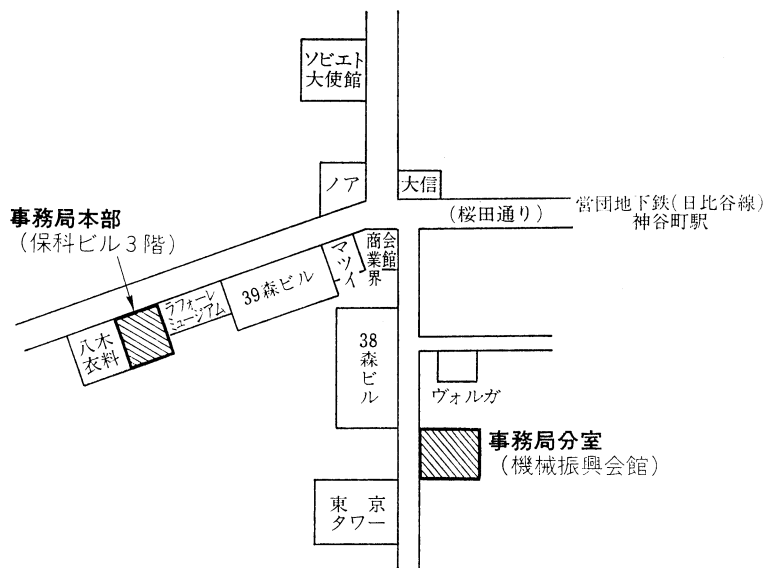 ソビエト
大使館
ノア
大信
(桜田通り)
営団地下鉄(日比谷線)
神谷町駅
事務局本部
(保科ビル3階)
マツイ
商業界
会館
39森ビル
ラフォーレ
ミュージアム
八木
衣料
38
森
ビ
ル
ヴォルガ
事務局分室
(機械振興会館)
東京
タワー